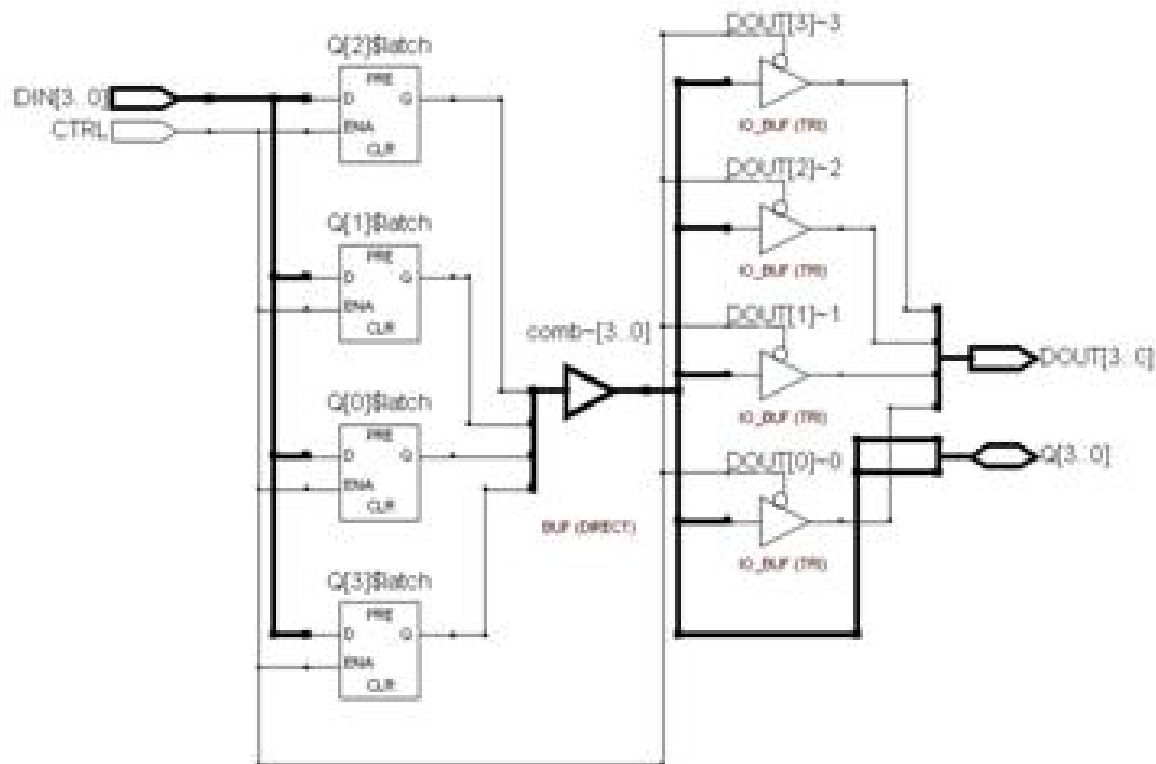 DOUT[3]~3
Q[2]$latch
DIN[3..0]
CTRL
PRE
D
Q
ENA
CLR
IO_BUF (TRI)
DOUT[2]~2
Q[1]$latch
PRE
D
Q
ENA
CLR
IO_BUF (TRI)
DOUT[1]~1
comb~[3..0]
DOUT[3..0]
Q[0]$latch
PRE
D
Q
ENA
CLR
IO_BUF (TRI)
DOUT[0]~0
Q[3..0]
BUF (DIRECT)
IO_BUF (TRI)
Q[3]$latch
PRE
D
Q
ENA
CLR